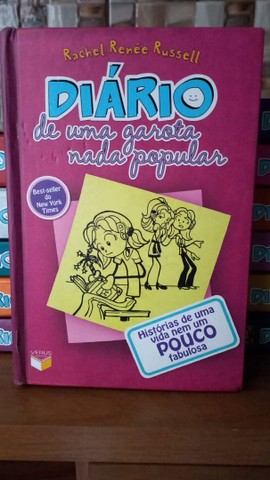 Rachel Renée Russell
DIÁRIO
de uma garota
nada popular
Best-seller
do
New York
Times
Histórias de uma
vida nem um
POUCO
fabulosa
VERUS